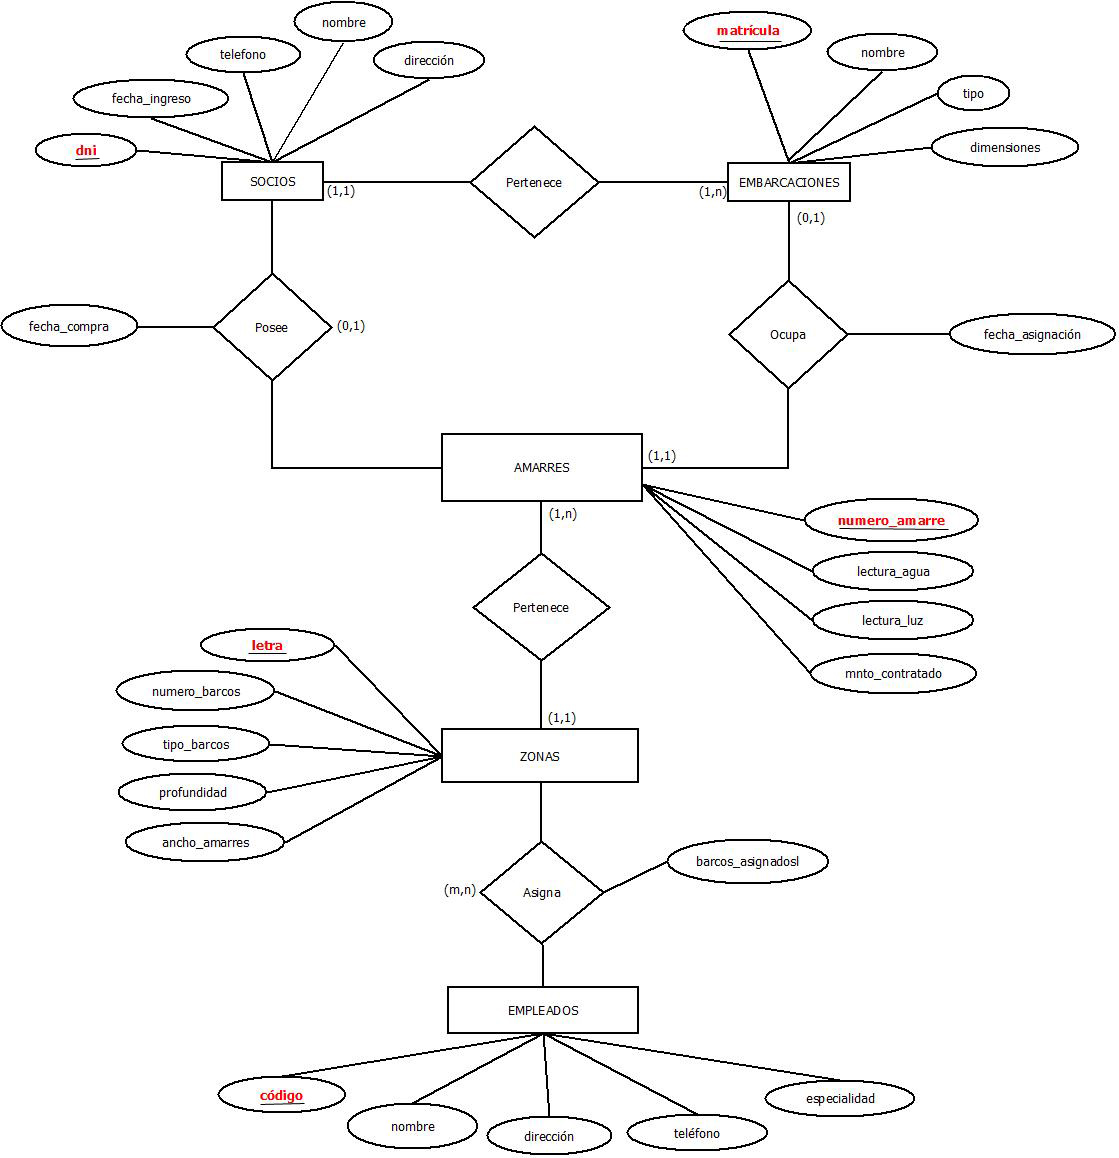 nombre
telefono
dirección
fecha_ingreso
dni
SOCIOS
(1,1)
Pertenece
(1,n)
matrícula
nombre
tipo
dimensiones
EMBARCACIONES
(0,1)
fecha_compra
Posee
(0,1)
Ocupa
fecha_asignación
AMARRES
(1,1)
(1,n)
numero_amarre
lectura_agua
lectura_luz
mnto_contratado
Pertenece
(1,1)
letra
numero_barcos
tipo_barcos
profundidad
ancho_amarres
ZONAS
(m,n)
Asigna
barcos_asignadosl
EMPLEADOS
código
nombre
dirección
teléfono
especialidad